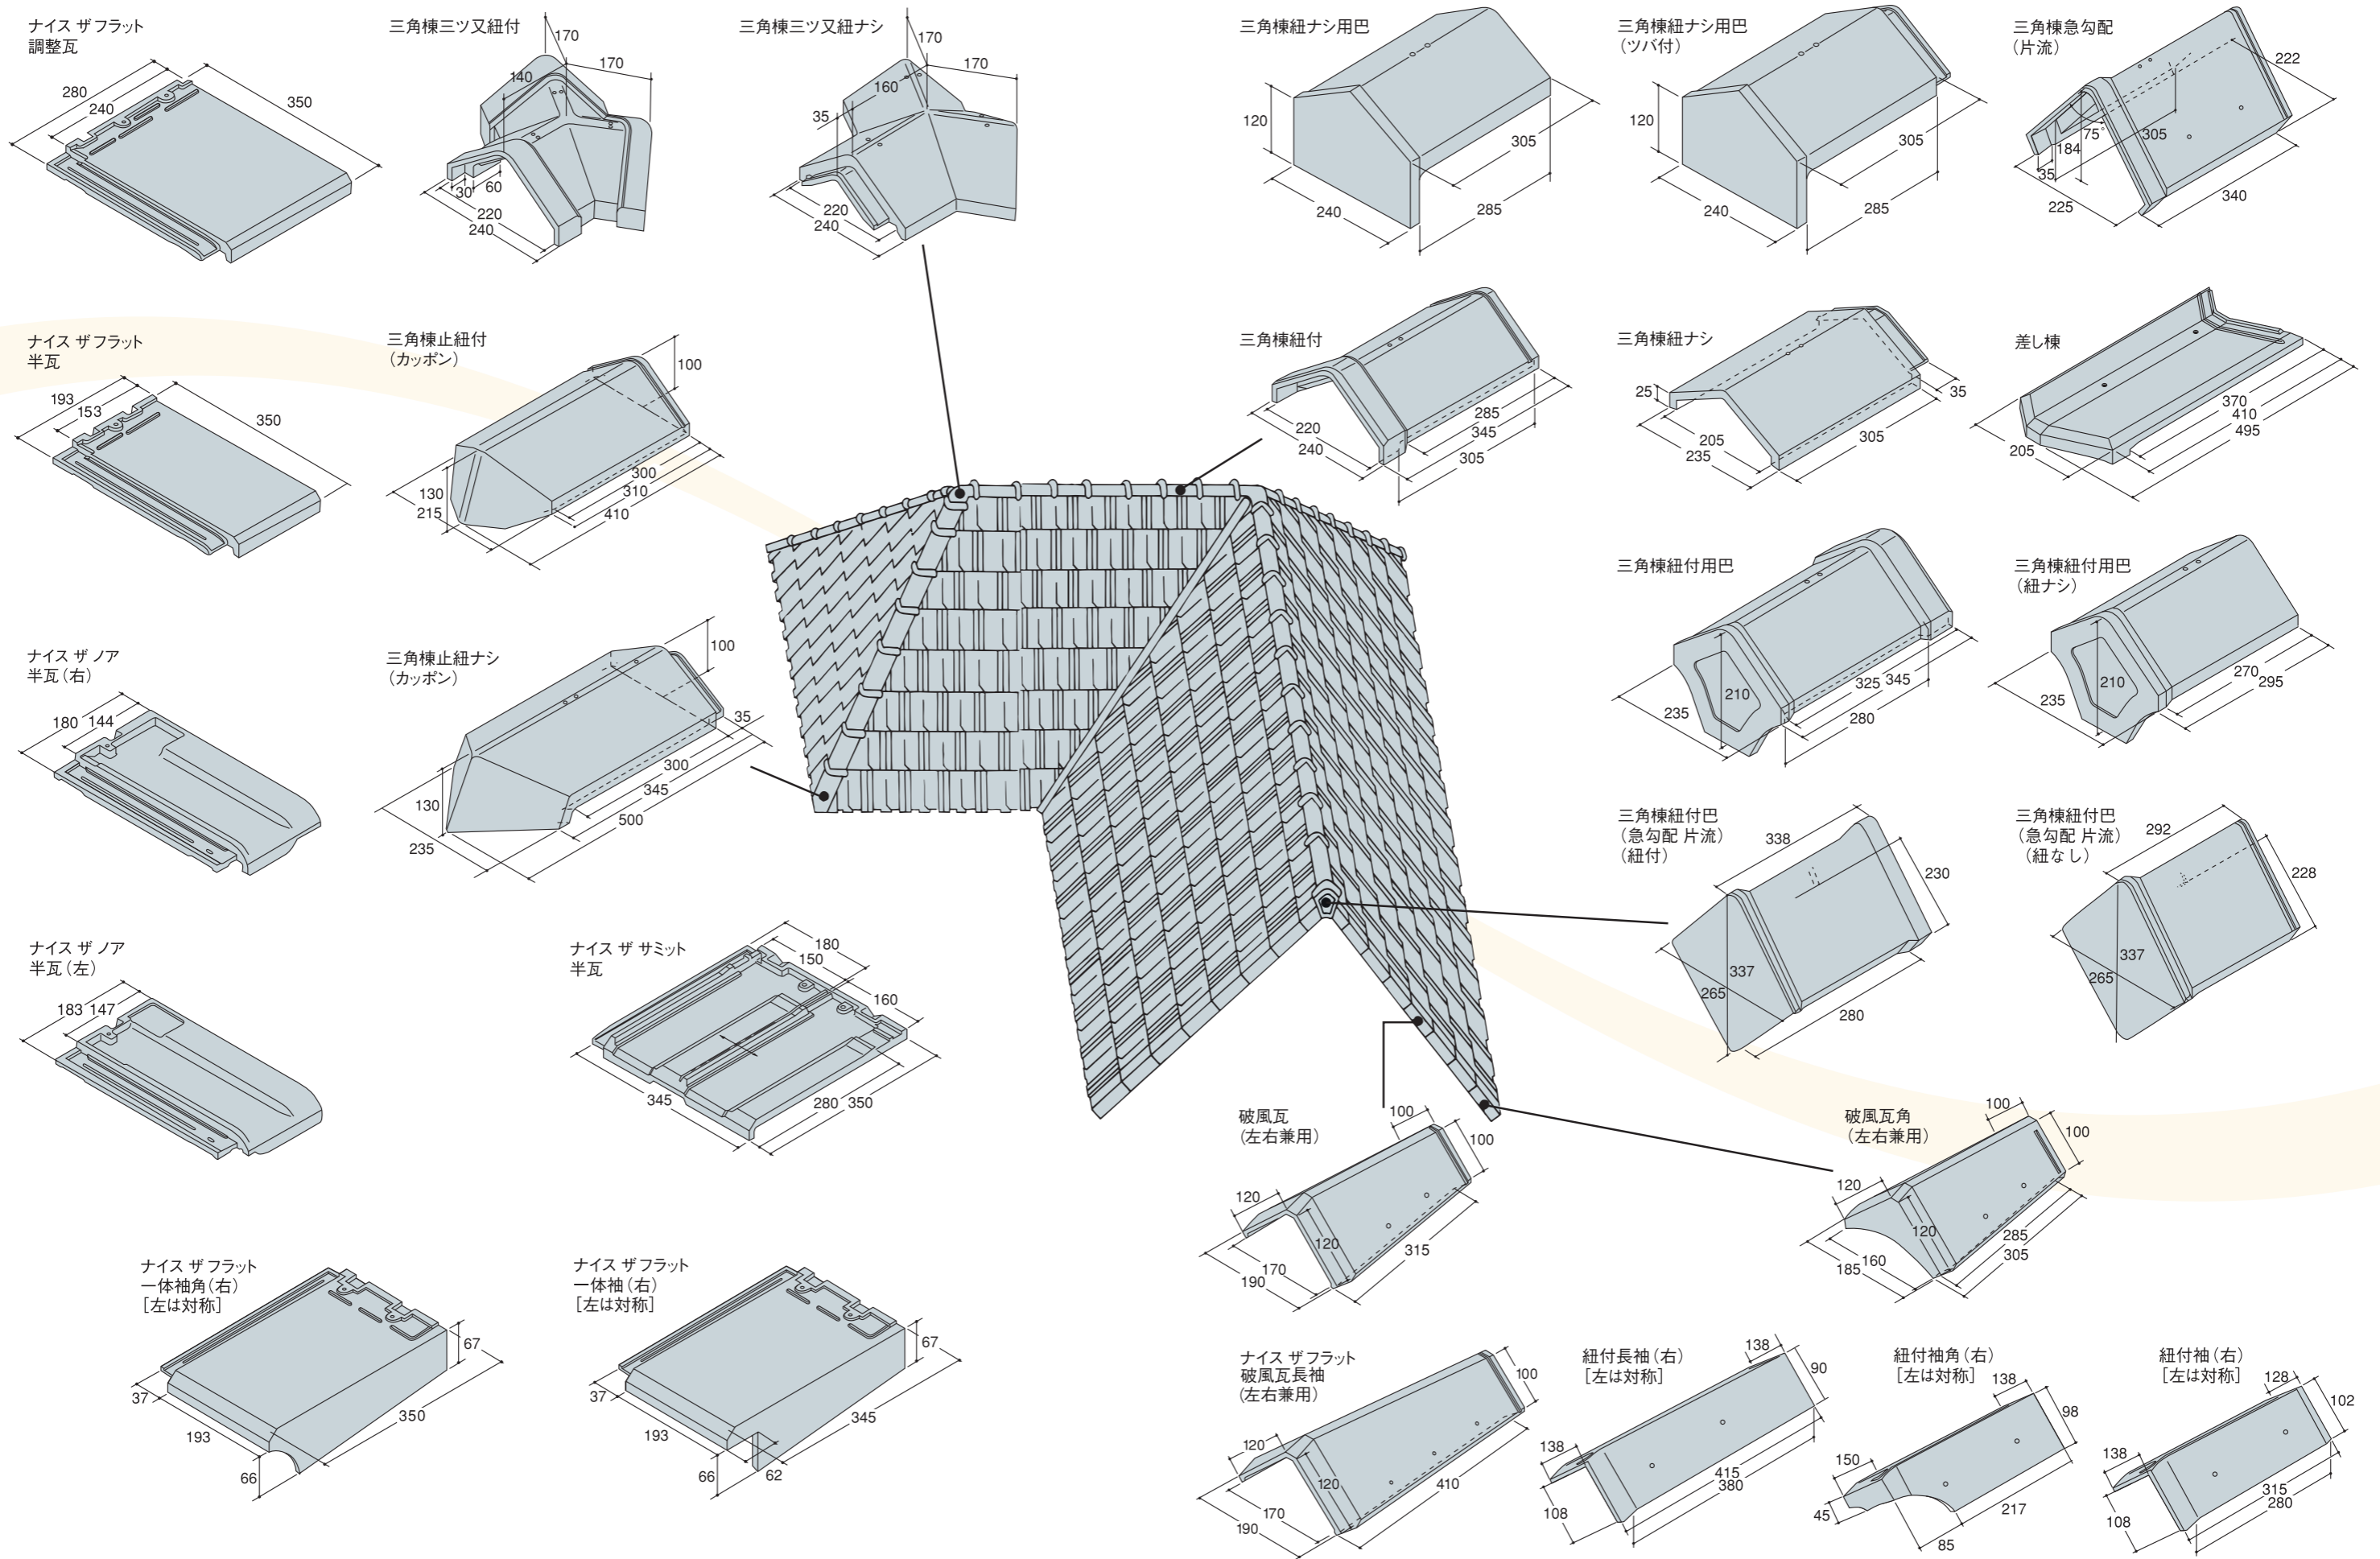 ナイス ザ フラット
調整瓦
280
240
350
三角棟三ツ又紐付
170
170
140
30
60
220
240
三角棟三ツ又紐ナシ
170
170
160
35
220
240
三角棟紐ナシ用巴
120
305
240
285
三角棟紐ナシ用巴
（ツバ付）
120
305
240
285
三角棟急勾配
（片流）
222
75°
305
184
35
225
340
ナイス ザ フラット
半瓦
193
153
350
三角棟止紐付
（カッポン）
100
130
215
300
310
410
三角棟紐付
220
240
285
345
305
三角棟紐ナシ
25
35
205
235
305
差し棟
370
410
495
205
ナイス ザ ノア
半瓦（右）
180
144
三角棟止紐ナシ
（カッポン）
100
35
300
345
500
130
235
三角棟紐付用巴
210
235
325
345
280
三角棟紐付用巴
（紐ナシ）
210
235
270
295
三角棟紐付巴
（急勾配 片流）
（紐付）
338
230
337
265
280
三角棟紐付巴
（急勾配 片流）
（紐なし）
292
228
337
265
ナイス ザ ノア
半瓦（左）
183
147
ナイス ザ サミット
半瓦
180
150
160
345
280
350
破風瓦
（左右兼用）
100
100
120
120
170
190
315
破風瓦角
（左右兼用）
100
100
120
120
160
185
285
305
ナイス ザ フラット
一体袖角（右）
［左は対称］
67
37
193
350
66
ナイス ザ フラット
一体袖（右）
［左は対称］
67
37
193
345
66
62
ナイス ザ フラット
破風瓦長袖
（左右兼用）
100
120
120
170
190
410
紐付長袖（右）
［左は対称］
138
90
138
108
415
380
紐付袖角（右）
［左は対称］
138
98
150
45
217
85
紐付袖（右）
［左は対称］
128
102
138
108
315
280